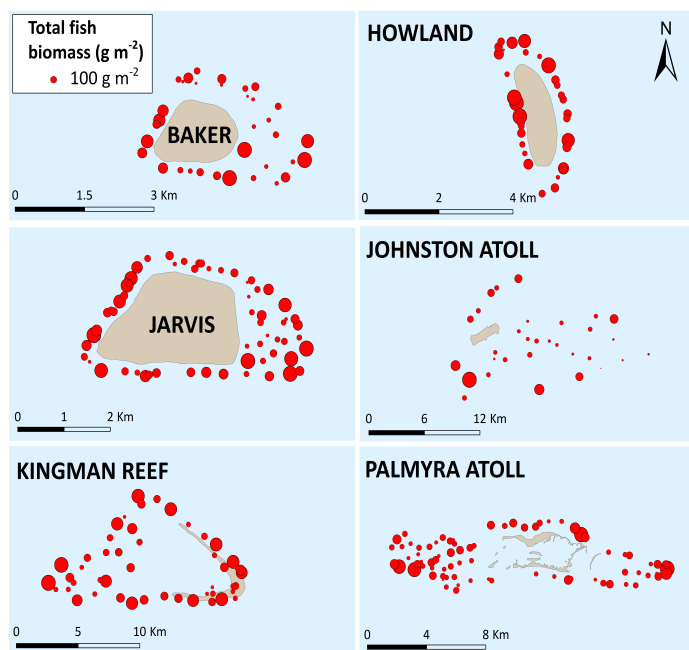 Total fish
biomass (g m-2)
100 g m-2
BAKER
0 1.5 3 Km
HOWLAND
N
0 2 4 Km
JARVIS
0 1 2 Km
JOHNSTON ATOLL
0 6 12 Km
KINGMAN REEF
0 5 10 Km
PALMYRA ATOLL
0 4 8 Km